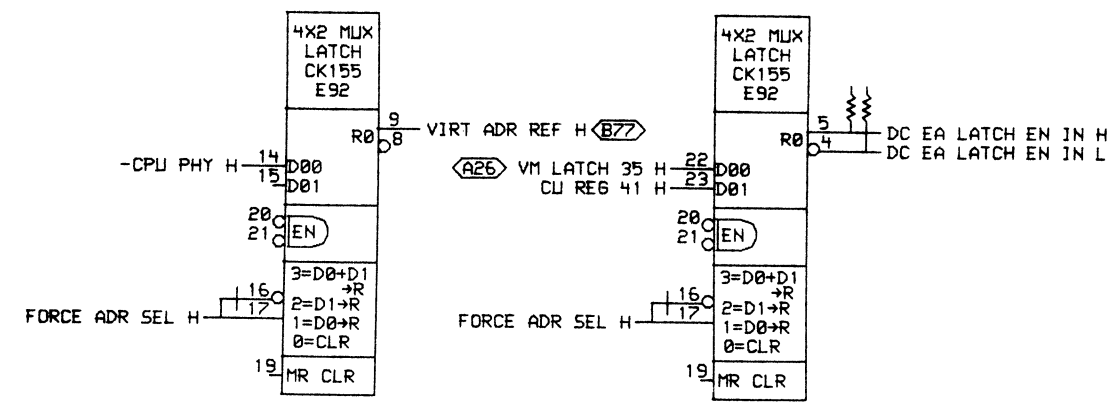 4X2 MUX
LATCH
CK155
E92
R0
9
8
VIRT ADR REF H
B77
-CPU PHY H
14
15
D00
D01
20
21
EN
3=D0+D1
→R
2=D1→R
1=D0→R
0=CLR
16
17
FORCE ADR SEL H
19
MR CLR
4X2 MUX
LATCH
CK155
E92
R0
5
4
DC EA LATCH EN IN H
DC EA LATCH EN IN L
A26
VM LATCH 35 H
CU REG 41 H
22
23
D00
D01
20
21
EN
3=D0+D1
→R
2=D1→R
1=D0→R
0=CLR
16
17
FORCE ADR SEL H
19
MR CLR